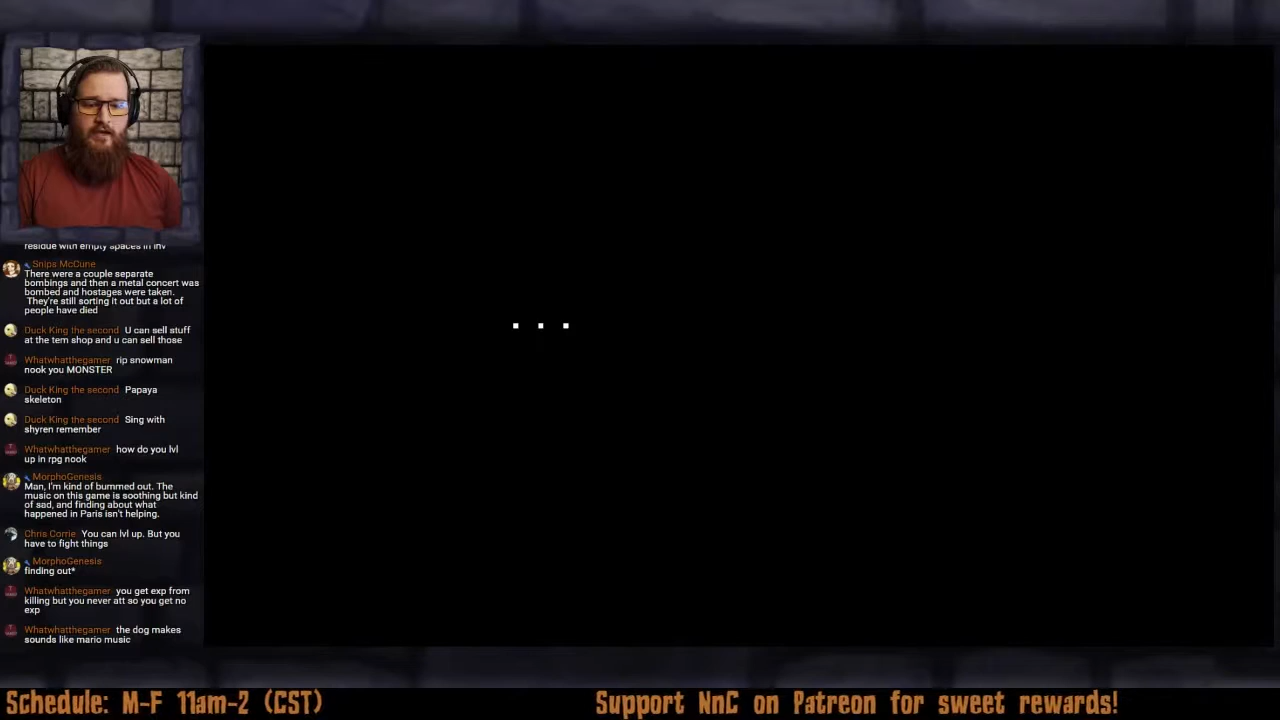 residue with empty spaces in inv
Snips McCune
There were a couple separate
bombings and then a metal concert was
bombed and hostages were taken.
They're still sorting it out but a lot of
people have died
Duck King the second U can sell stuff
at the tem shop and u can sell those
Whatwhatthegamer rip snowman
nook you MONSTER
Duck King the second Papaya
skeleton
Duck King the second Sing with
shyren remember
Whatwhatthegamer how do you lvl
up in rpg nook
MorphoGenesis
Man, I'm kind of bummed out. The
music on this game is soothing but kind
of sad, and finding about what
happened in Paris isn't helping.
Chris Corrie You can lvl up. But you
have to fight things
MorphoGenesis
finding out*
Whatwhatthegamer you get exp from
killing but you never att so you get no
exp
Whatwhatthegamer the dog makes
sounds like mario music
. . .
Schedule: M-F 11am-2 (CST)
Support NnC on Patreon for sweet rewards!